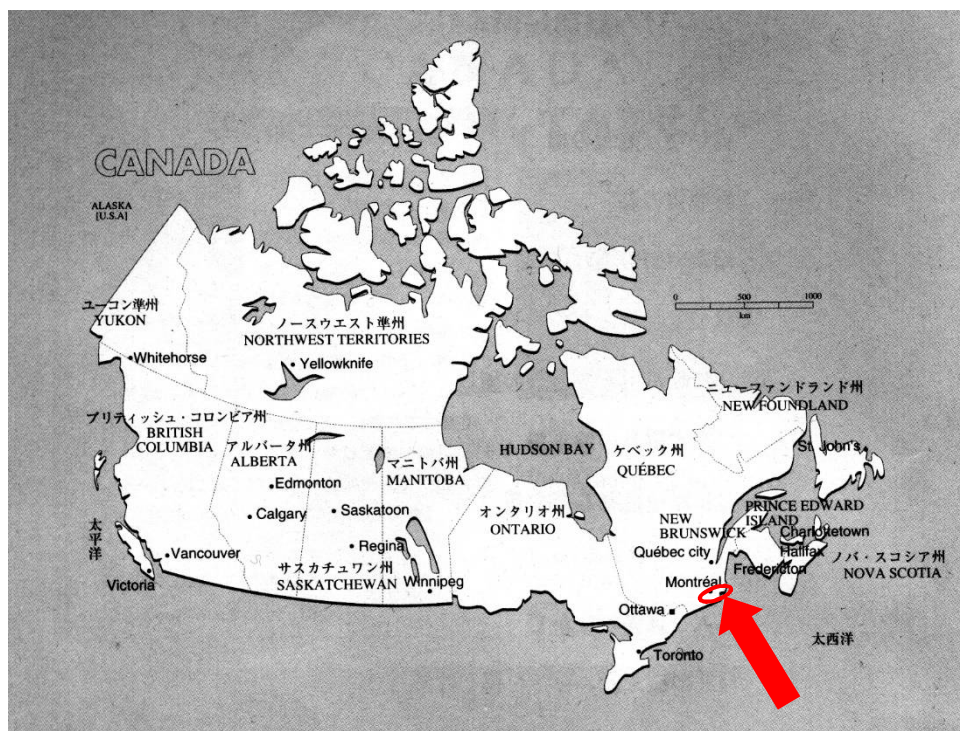 CANADA
ALASKA
[U.S.A]
ユーコン準州
YUKON
Whitehorse
ノースウエスト準州
NORTHWEST TERRITORIES
Yellowknife
0 500 1000
km
ブリティッシュ・コロンビア州
BRITISH
COLUMBIA
アルバータ州
ALBERTA
Edmonton
Calgary
Saskatoon
Regina
サスカチュワン州
SASKATCHEWAN
マニトバ州
MANITOBA
Winnipeg
太平洋
Vancouver
Victoria
HUDSON BAY
オンタリオ州
ONTARIO
ケベック州
QUÉBEC
ニューファンドランド州
NEW FOUNDLAND
St. John's
PRINCE EDWARD
ISLAND
NEW
BRUNSWICK
Charlottetown
Québec city
Halifax
Fredericton
ノバ・スコシア州
NOVA SCOTIA
Montréal
Ottawa
Toronto
太西洋